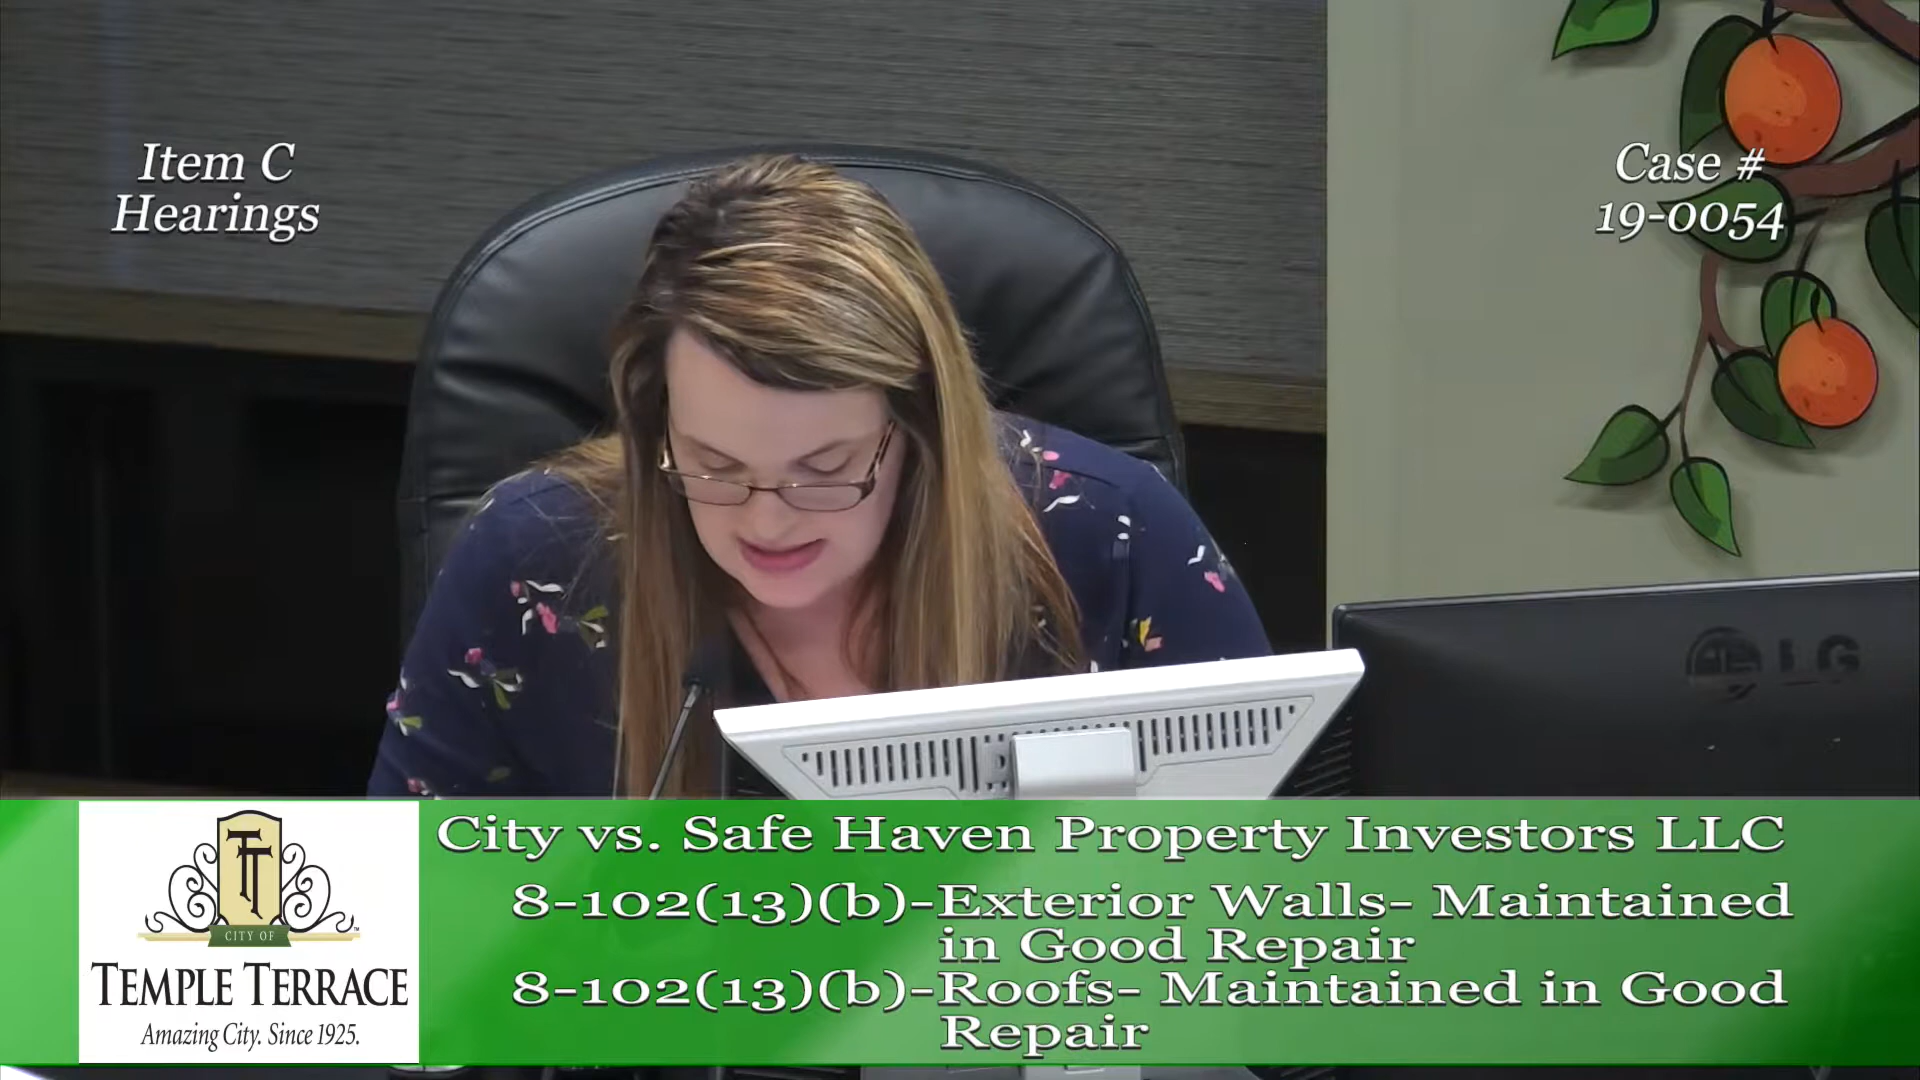 Item C
Hearings
Case #
19-0054
LG
City vs. Safe Haven Property Investors LLC
8-102(13)(b)-Exterior Walls- Maintained
in Good Repair
8-102(13)(b)-Roofs- Maintained in Good
Repair
TT
CITY OF
TEMPLE TERRACE
Amazing City. Since 1925.